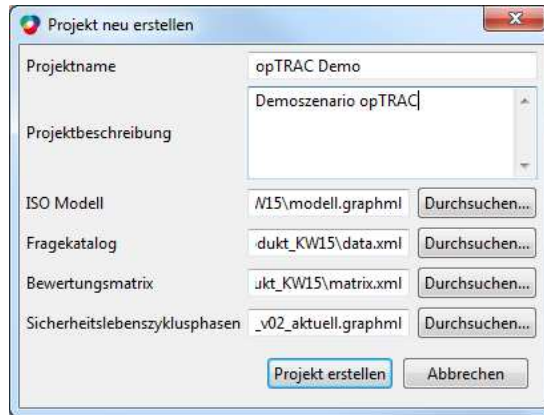 Projekt neu erstellen
Projektname opTRAC Demo
Projektbeschreibung Demoszenario opTRAC
ISO Modell W15\modell.graphml Durchsuchen...
Fragekatalog dukt_KW15\data.xml Durchsuchen...
Bewertungsmatrix ukt_KW15\matrix.xml Durchsuchen...
Sicherheitslebenszyklusphasen _v02_aktuell.graphml Durchsuchen...
Projekt erstellen Abbrechen